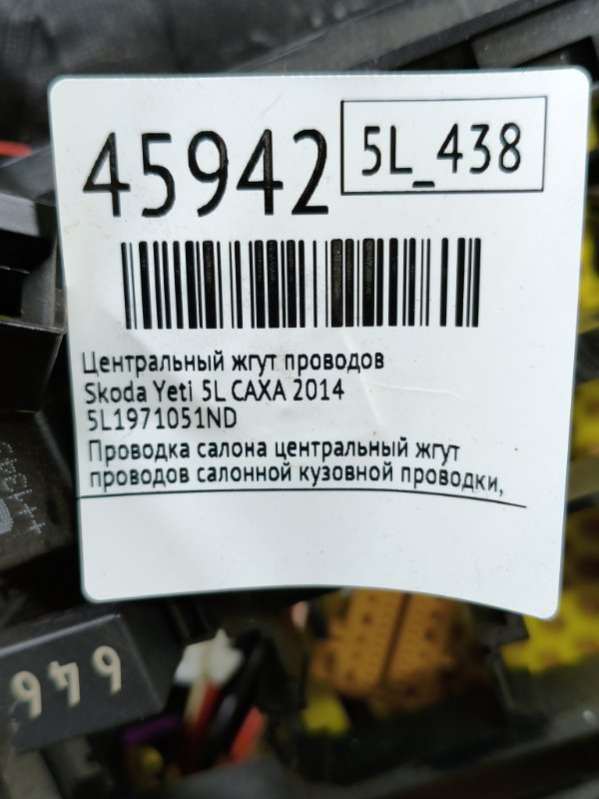 45942
5L_438
Центральный жгут проводов
Skoda Yeti 5L CAXA 2014
5L1971051ND
Проводка салона центральный жгут
проводов салонной кузовной проводки,
646